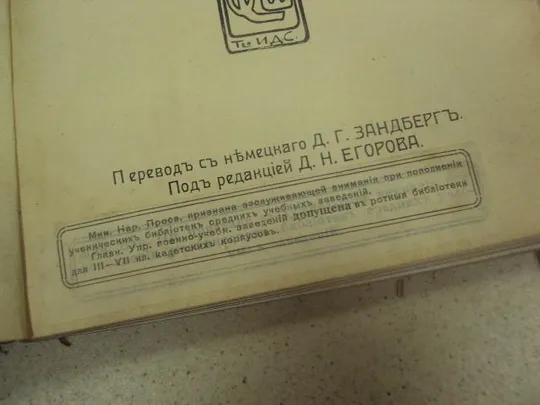 Т-во И.Д.С.
Переводъ съ нѣмецкаго Д. Г. ЗАНДБЕРГЪ.
Подъ редакціей Д. Н. ЕГОРОВА.
Мин. Нар. Просв. признана заслуживающей вниманія при пополненіи
ученическихъ библіотекъ среднихъ учебныхъ заведеній.
Главн. Упр. военно-учебн. заведеній допущена въ ротныя библіотеки
для III—VII кл. кадетскихъ корпусовъ.